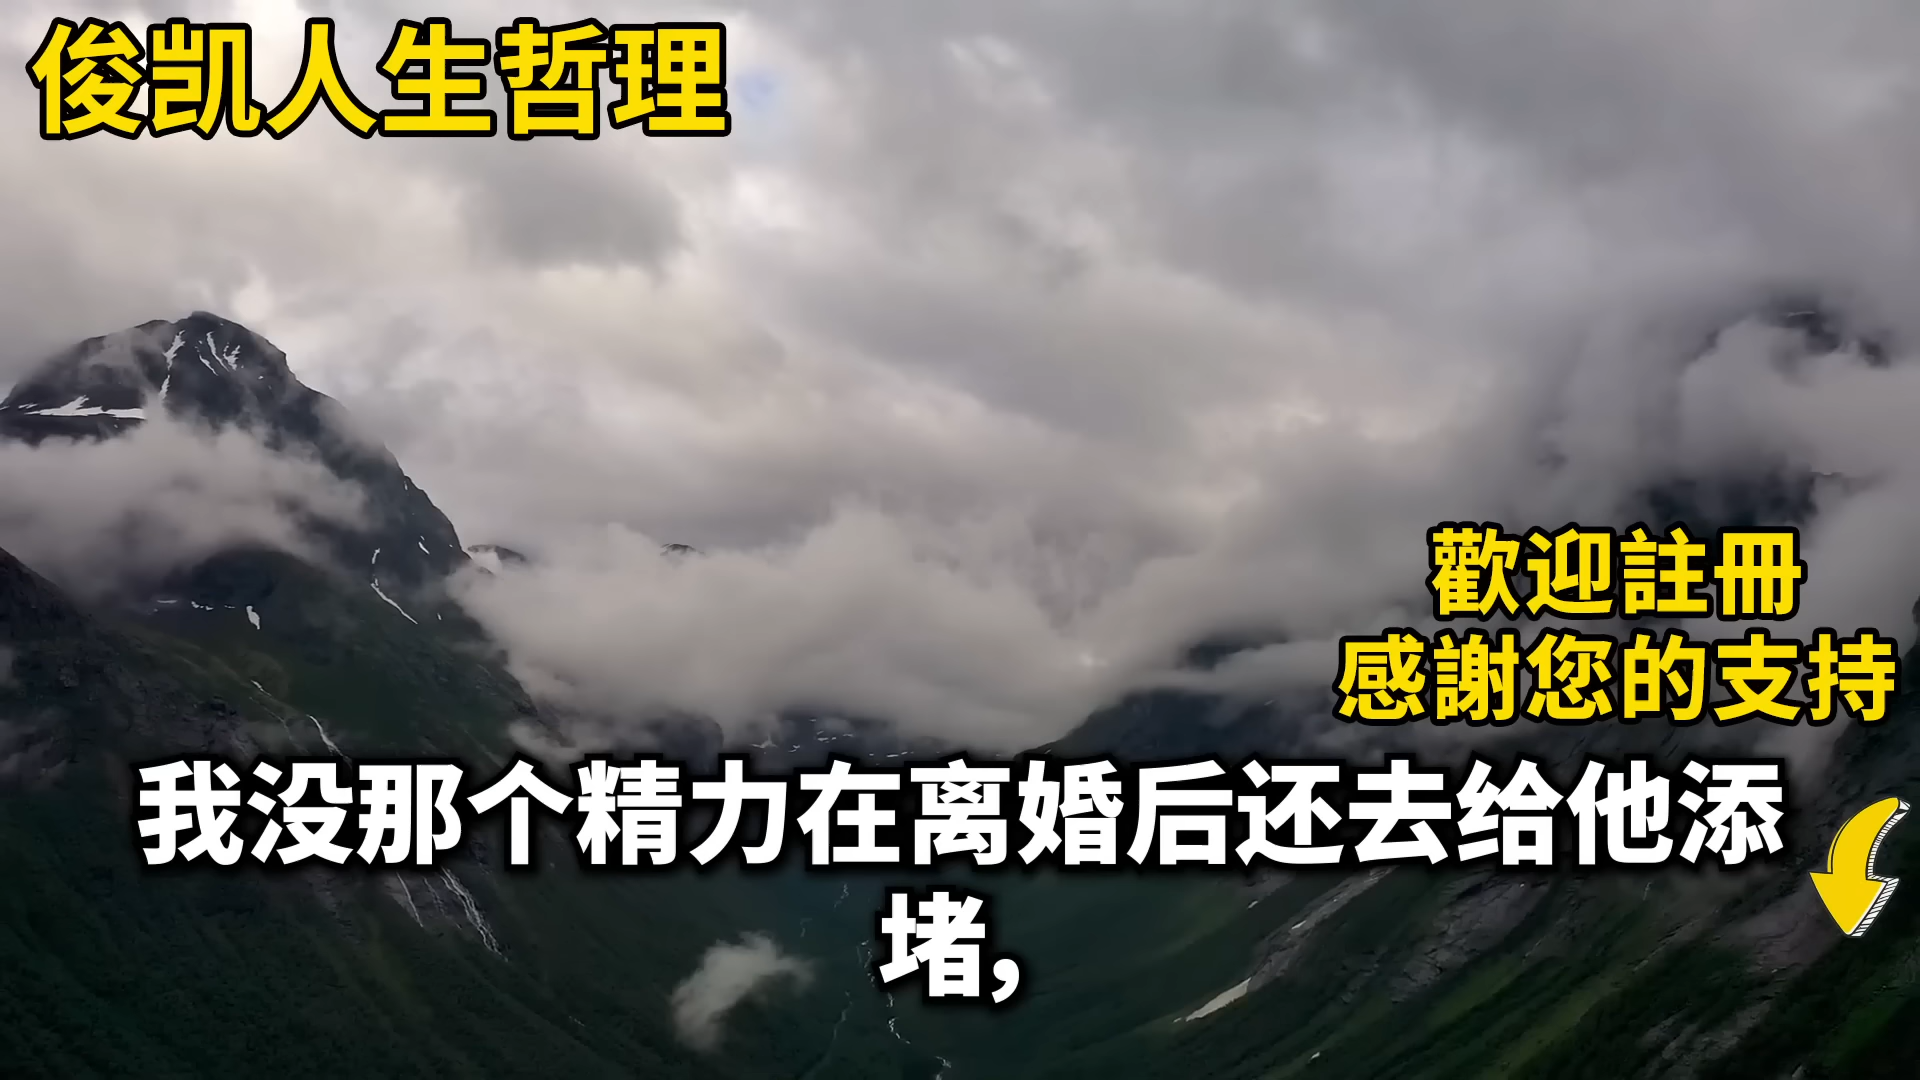 俊凯人生哲理
歡迎註冊
感謝您的支持
我没那个精力在离婚后还去给他添
堵,